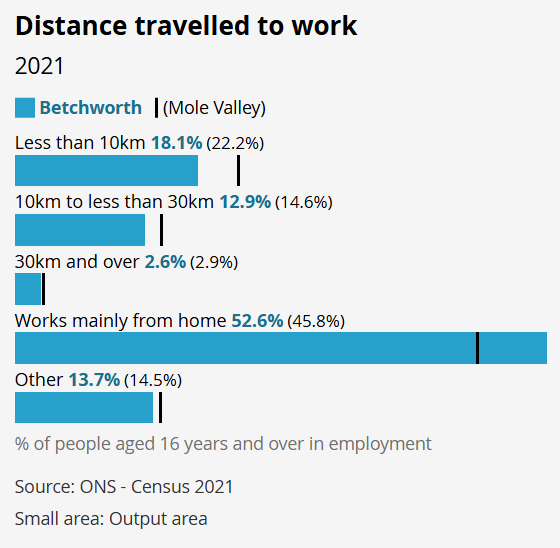 Distance travelled to work
2021
Betchworth (Mole Valley)
Less than 10km 18.1% (22.2%)
10km to less than 30km 12.9% (14.6%)
30km and over 2.6% (2.9%)
Works mainly from home 52.6% (45.8%)
Other 13.7% (14.5%)
% of people aged 16 years and over in employment
Source: ONS - Census 2021
Small area: Output area